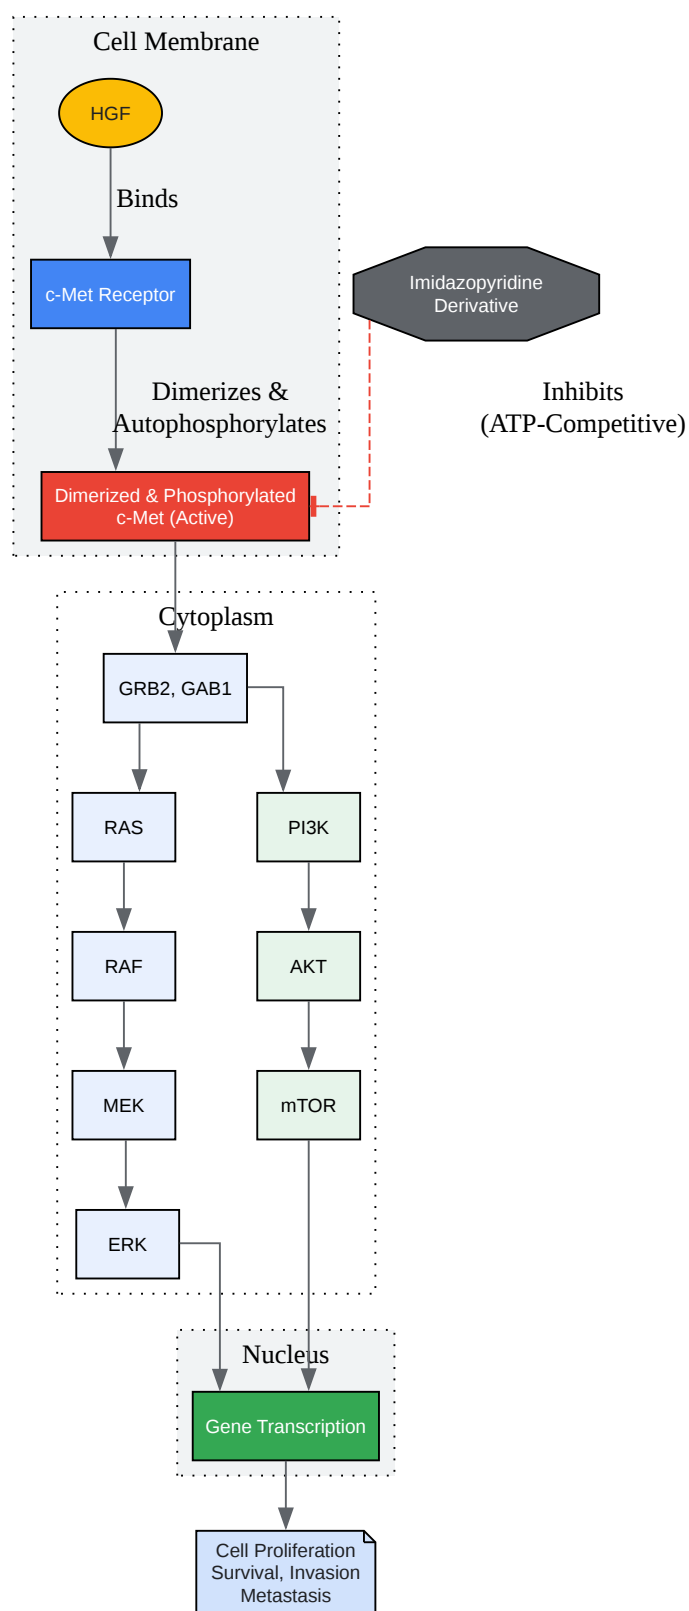 Cell Membrane
HGF
Binds
c-Met Receptor
Imidazopyridine
Derivative
Dimerizes &
Autophosphorylates
Inhibits
(ATP-Competitive)
Dimerized & Phosphorylated
c-Met (Active)
Cytoplasm
GRB2, GAB1
RAS
PI3K
RAF
AKT
MEK
mTOR
ERK
Nucleus
Gene Transcription
Cell Proliferation
Survival, Invasion
Metastasis